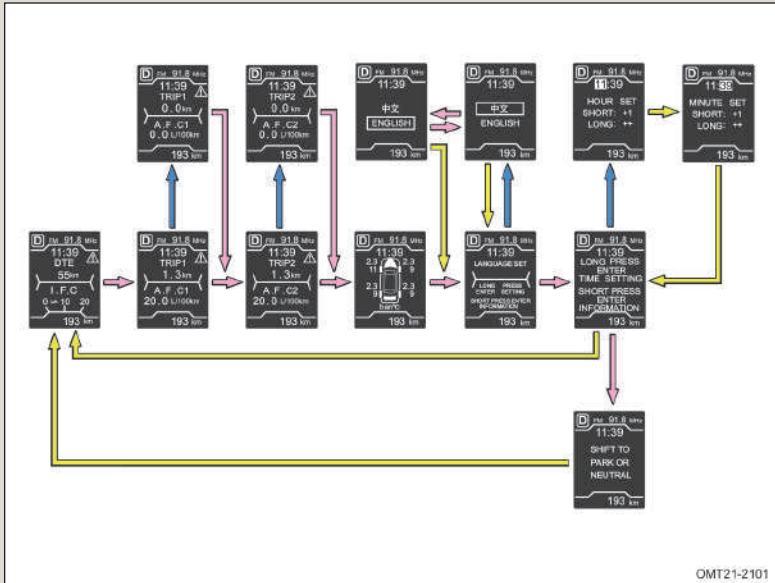 D FM 91.8 MHz
11:39
TRIP1
0.0 km
A.F.C1
0.0 L/100km
193 km
D FM 91.8 MHz
11:39
TRIP2
0.0 km
A.F.C2
0.0 L/100km
193 km
D FM 91.8 MHz
11:39
中文
ENGLISH
193 km
D FM 91.8 MHz
11:39
中文
ENGLISH
193 km
D FM 91.8 MHz
11:39
HOUR SET
SHORT: +1
LONG: ++
193 km
D FM 91.8 MHz
11:39
MINUTE SET
SHORT: +1
LONG: ++
193 km
D FM 91.8 MHz
11:39
DTE
55km
I.F.C
0 10 20
193 km
D FM 91.8 MHz
11:39
TRIP1
1.3km
A.F.C1
20.0 L/100km
193 km
D FM 91.8 MHz
11:39
TRIP2
1.3km
A.F.C2
20.0 L/100km
193 km
D FM 91.8 MHz
11:39
2.3 2.3
11 9
2.3 2.3
9 9
193 km
D FM 91.8 MHz
11:39
LANGUAGE SET
LONG PRESS
ENTER SETTING
SHORT PRESS ENTER
INFORMATION
193 km
D FM 91.8 MHz
11:39
LONG PRESS
ENTER
TIME SETTING
SHORT PRESS
ENTER
INFORMATION
193 km
D FM 91.8 MHz
11:39
SHIFT TO
PARK OR
NEUTRAL
193 km
OMT21-2101